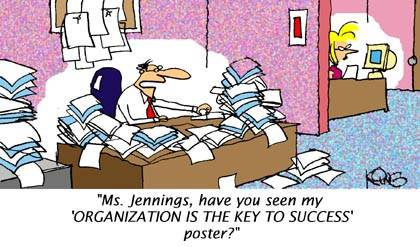 "Ms. Jennings, have you seen my
'ORGANIZATION IS THE KEY TO SUCCESS'
poster?"